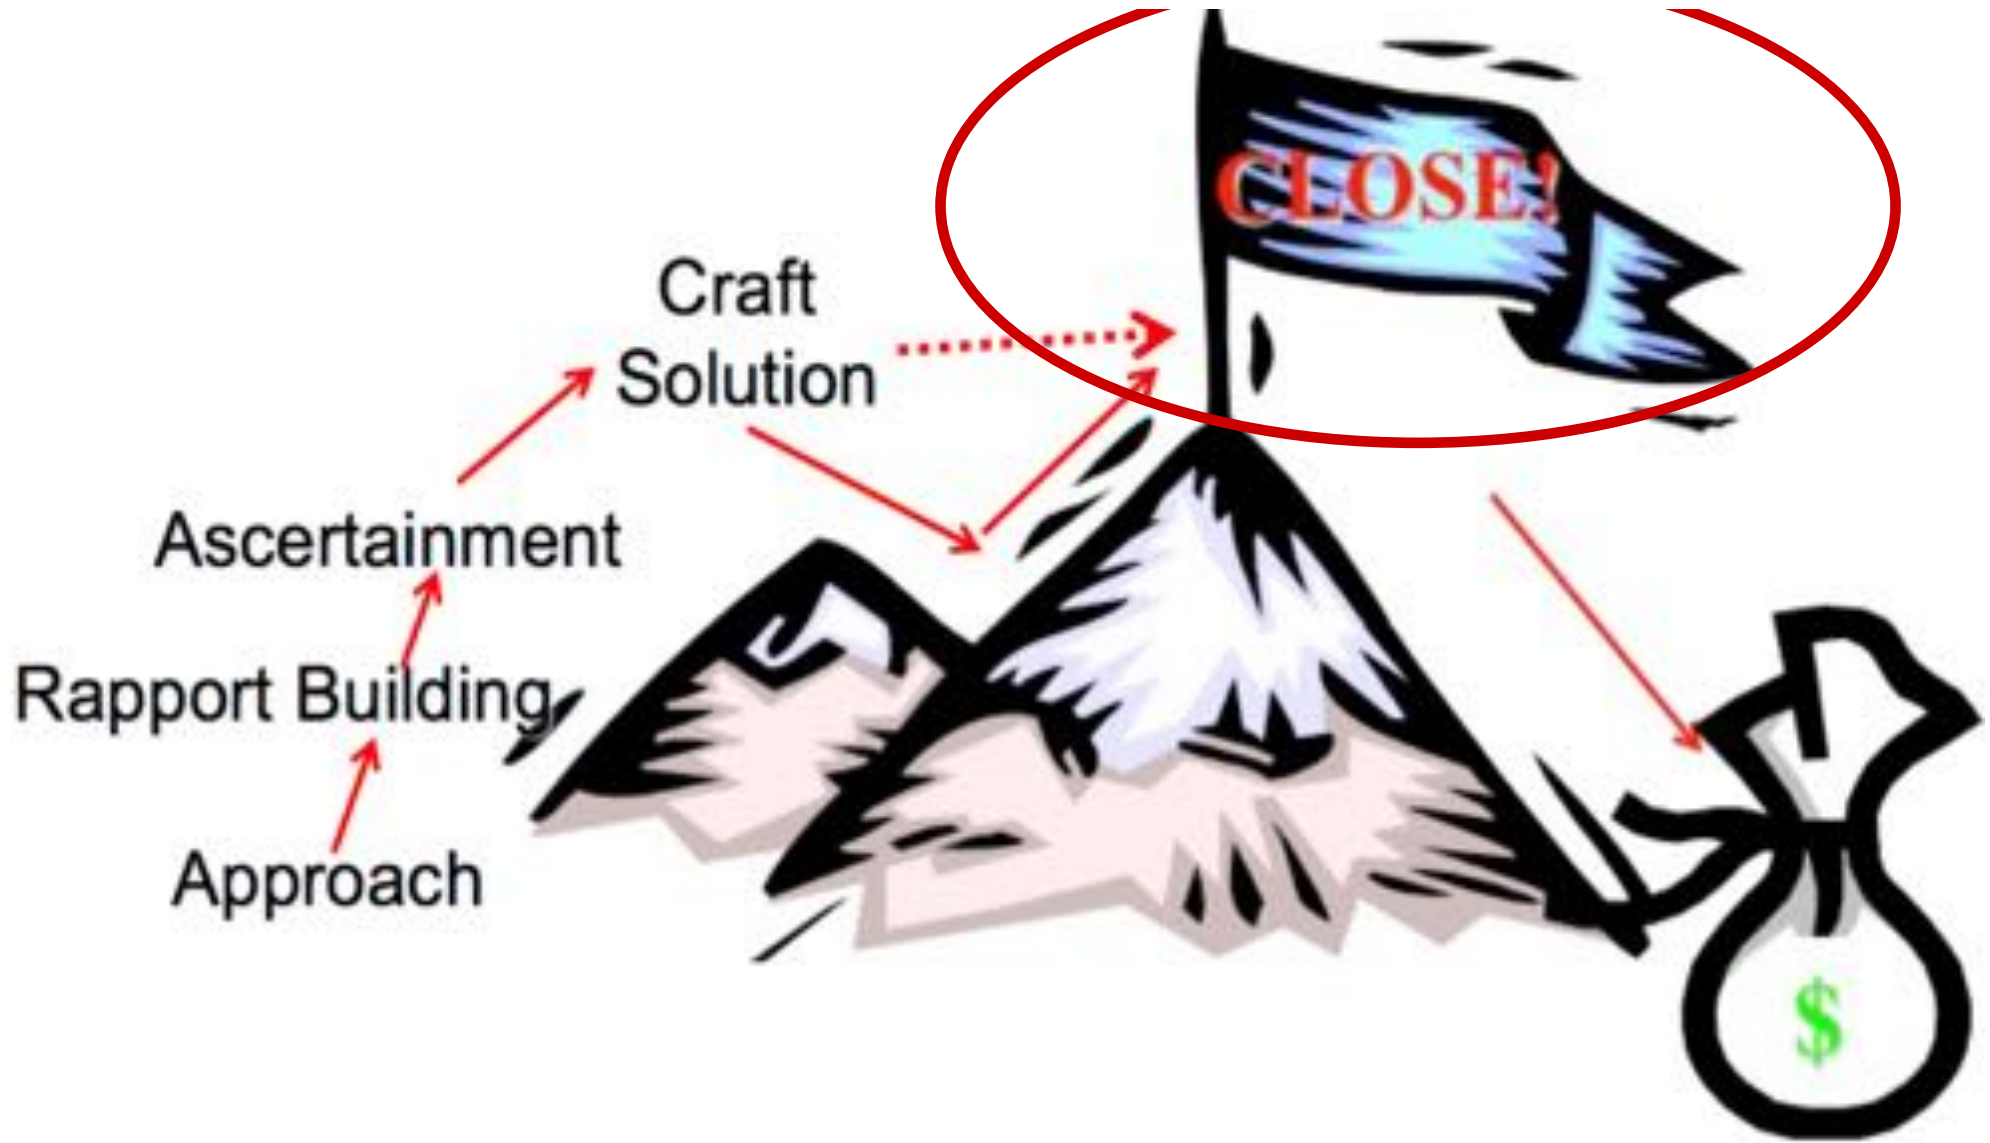 CLOSE!
Craft
Solution
Ascertainment
Rapport Building
Approach
$